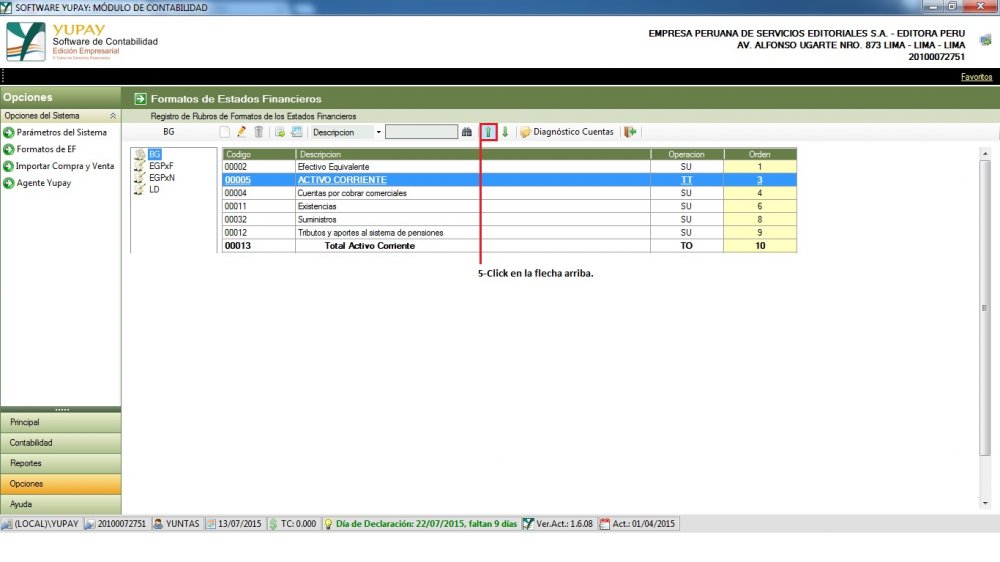 SOFTWARE YUPAY: MÓDULO DE CONTABILIDAD
YUPAY
Software de Contabilidad
Edición Empresarial
© Todos los Derechos Reservados
EMPRESA PERUANA DE SERVICIOS EDITORIALES S.A. - EDITORA PERU
AV. ALFONSO UGARTE NRO. 873 LIMA - LIMA - LIMA
20100072751
Favoritos
Opciones
Formatos de Estados Financieros
Opciones del Sistema
Registro de Rubros de Formatos de los Estados Financieros
Parámetros del Sistema
Formatos de EF
Importar Compra y Venta
Agente Yupay
BG Descripcion Diagnóstico Cuentas
BG
EGPxF
EGPxN
LD
Codigo Descripcion Operacion Orden
00002 Efectivo Equivalente SU 1
00005 ACTIVO CORRIENTE TT 3
00004 Cuentas por cobrar comerciales SU 4
00011 Existencias SU 6
00032 Suministros SU 8
00012 Tributos y aportes al sistema de pensiones SU 9
00013 Total Activo Corriente TO 10
5-Click en la flecha arriba.
Principal
Contabilidad
Reportes
Opciones
Ayuda
(LOCAL)\YUPAY 20100072751 YUNTAS 13/07/2015 TC: 0.000 Día de Declaración: 22/07/2015, faltan 9 días Ver.Act.: 1.6.08 Act.: 01/04/2015